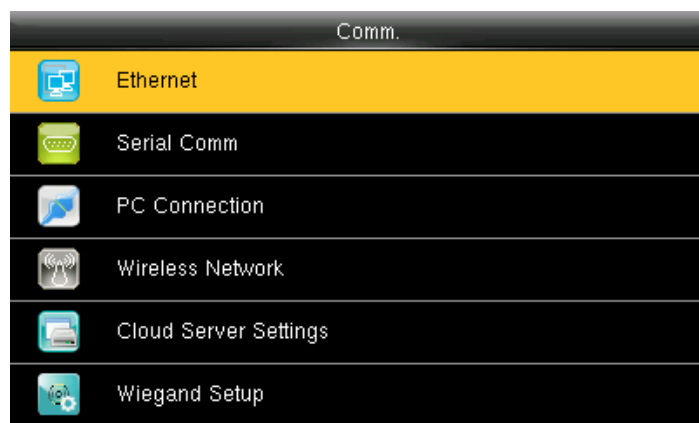 Comm.
Ethernet
Serial Comm
PC Connection
Wireless Network
Cloud Server Settings
Wiegand Setup